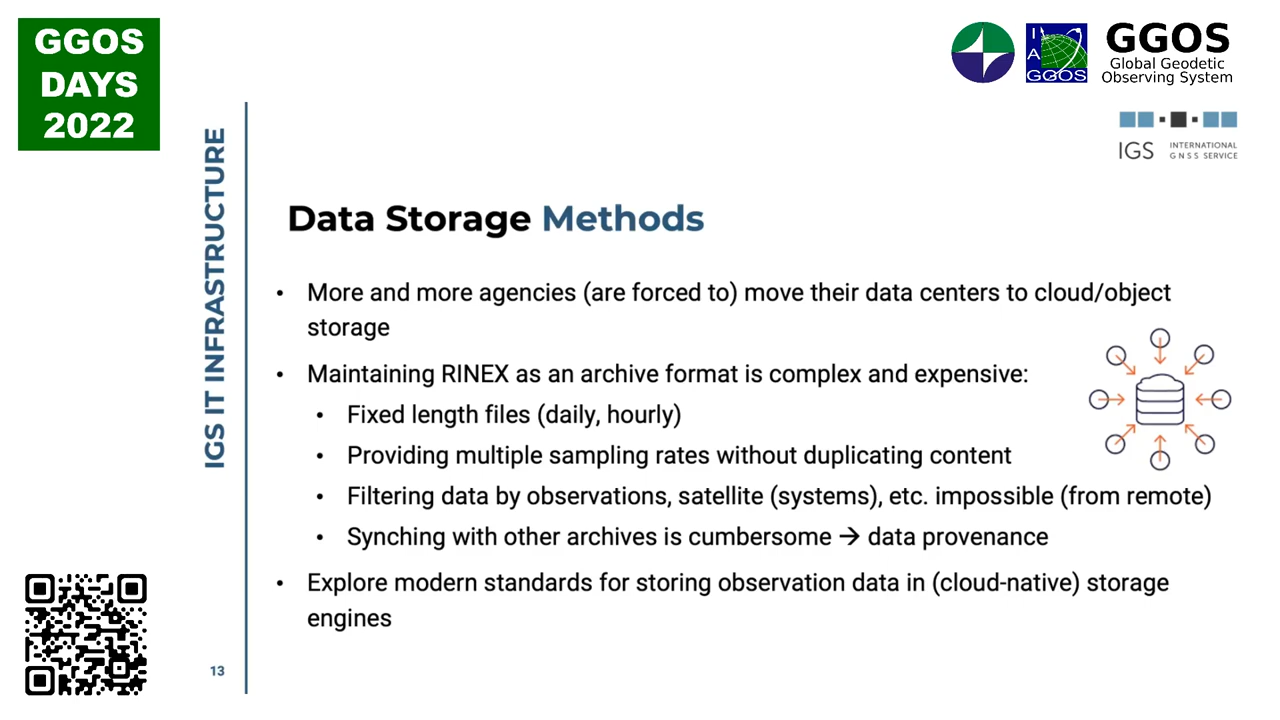 GGOS
DAYS
2022
I
A
GGOS
GGOS
Global Geodetic
Observing System
IGS INTERNATIONAL
GNSS SERVICE
IGS IT INFRASTRUCTURE
Data Storage Methods
• More and more agencies (are forced to) move their data centers to cloud/object
storage
• Maintaining RINEX as an archive format is complex and expensive:
• Fixed length files (daily, hourly)
• Providing multiple sampling rates without duplicating content
• Filtering data by observations, satellite (systems), etc. impossible (from remote)
• Synching with other archives is cumbersome → data provenance
• Explore modern standards for storing observation data in (cloud-native) storage
engines
13